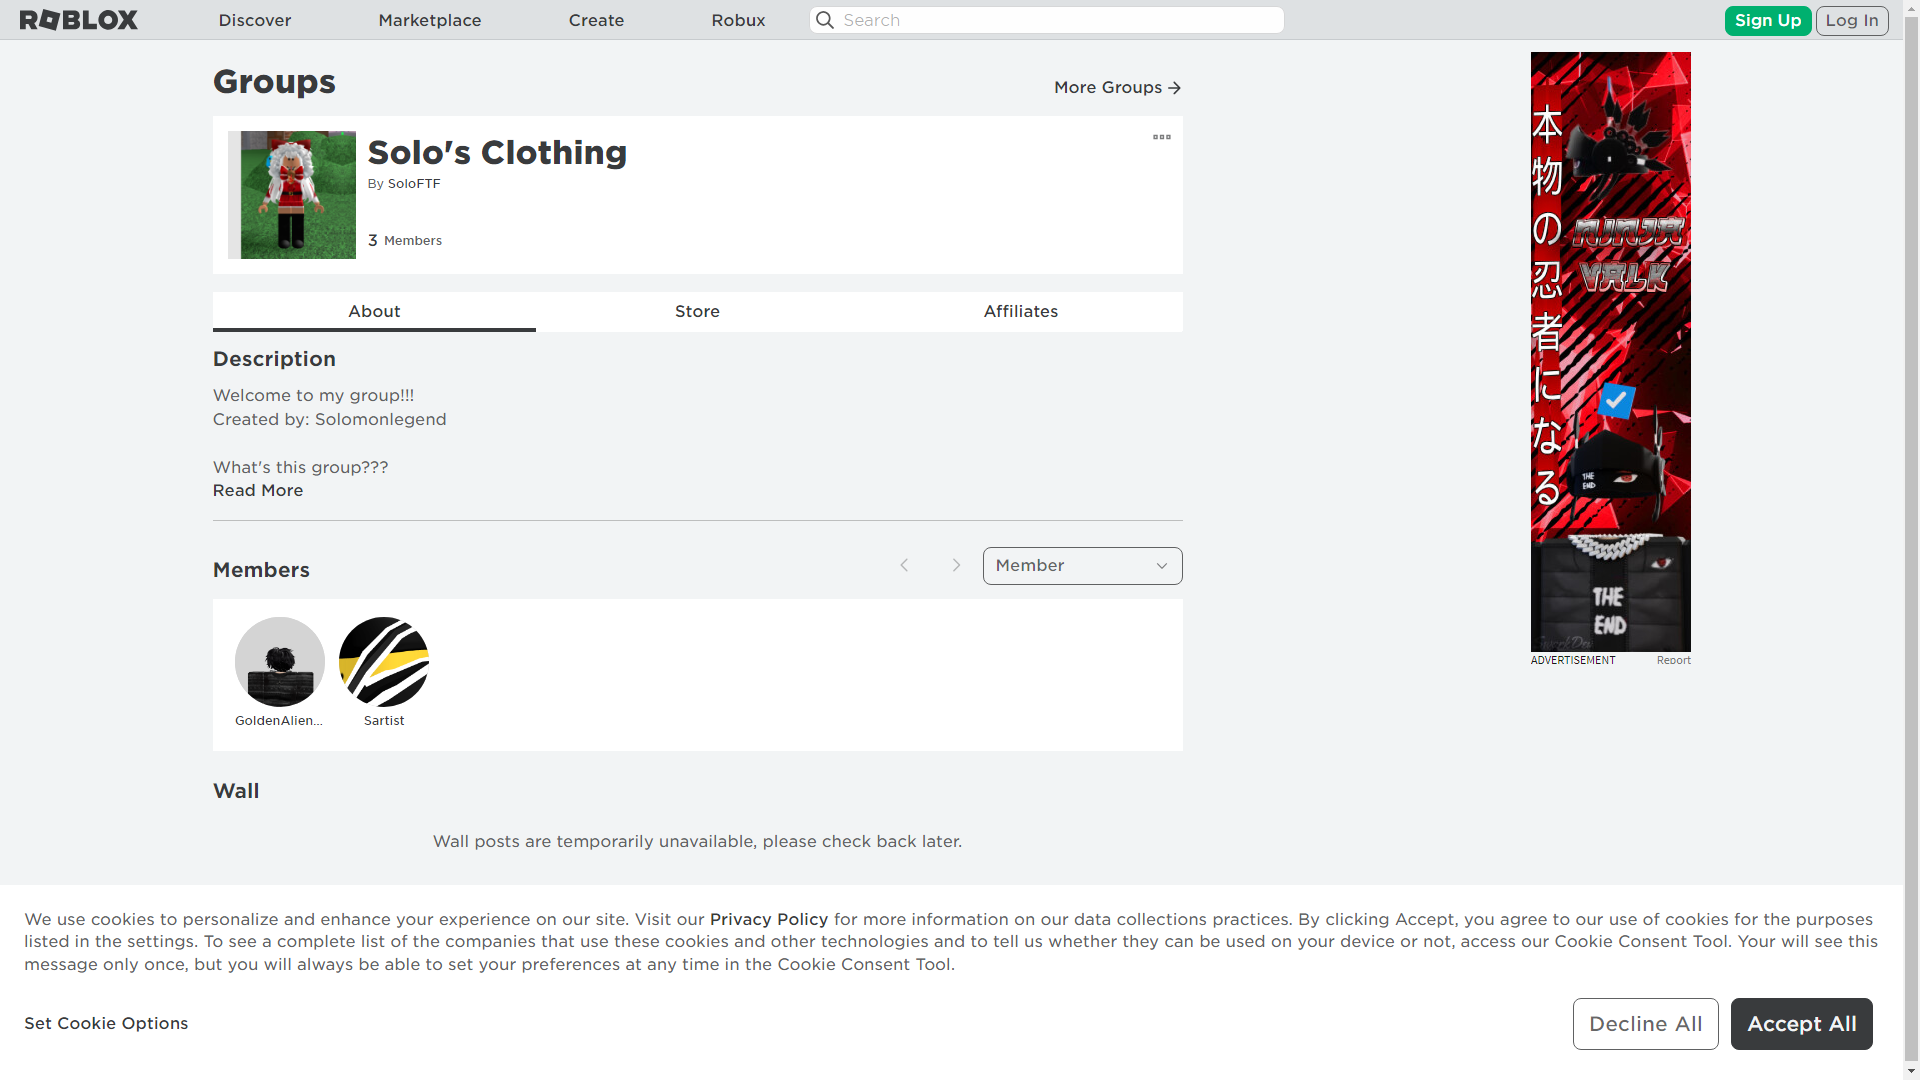 ROBLOX
Discover
Marketplace
Create
Robux
Search
Sign Up
Log In
Groups
More Groups
Solo's Clothing
By SoloFTF
3 Members
About
Store
Affiliates
Description
Welcome to my group!!!
Created by: Solomonlegend
What's this group???
Read More
Members
Member
GoldenAlien...
Sartist
Wall
Wall posts are temporarily unavailable, please check back later.
本物の忍者になる
NINJA
VALK
THE
END
THE
END
ADVERTISEMENT
Report
We use cookies to personalize and enhance your experience on our site. Visit our Privacy Policy for more information on our data collections practices. By clicking Accept, you agree to our use of cookies for the purposes
listed in the settings. To see a complete list of the companies that use these cookies and other technologies and to tell us whether they can be used on your device or not, access our Cookie Consent Tool. Your will see this
message only once, but you will always be able to set your preferences at any time in the Cookie Consent Tool.
Set Cookie Options
Decline All
Accept All